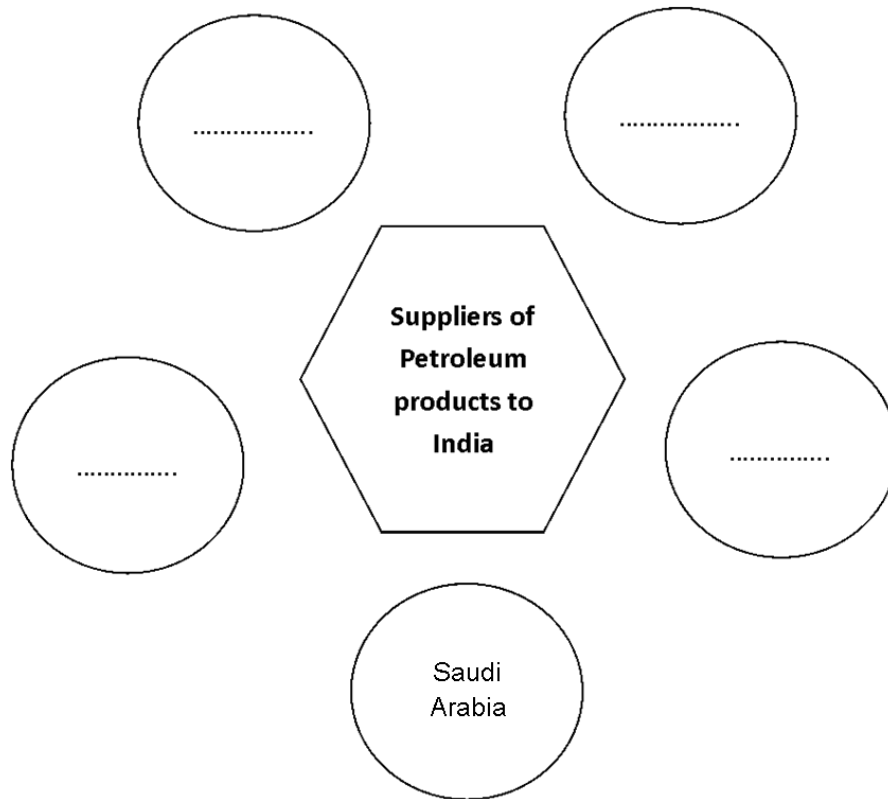 .................. ..................
Suppliers of
Petroleum
products to
India
............... ...............
Saudi
Arabia